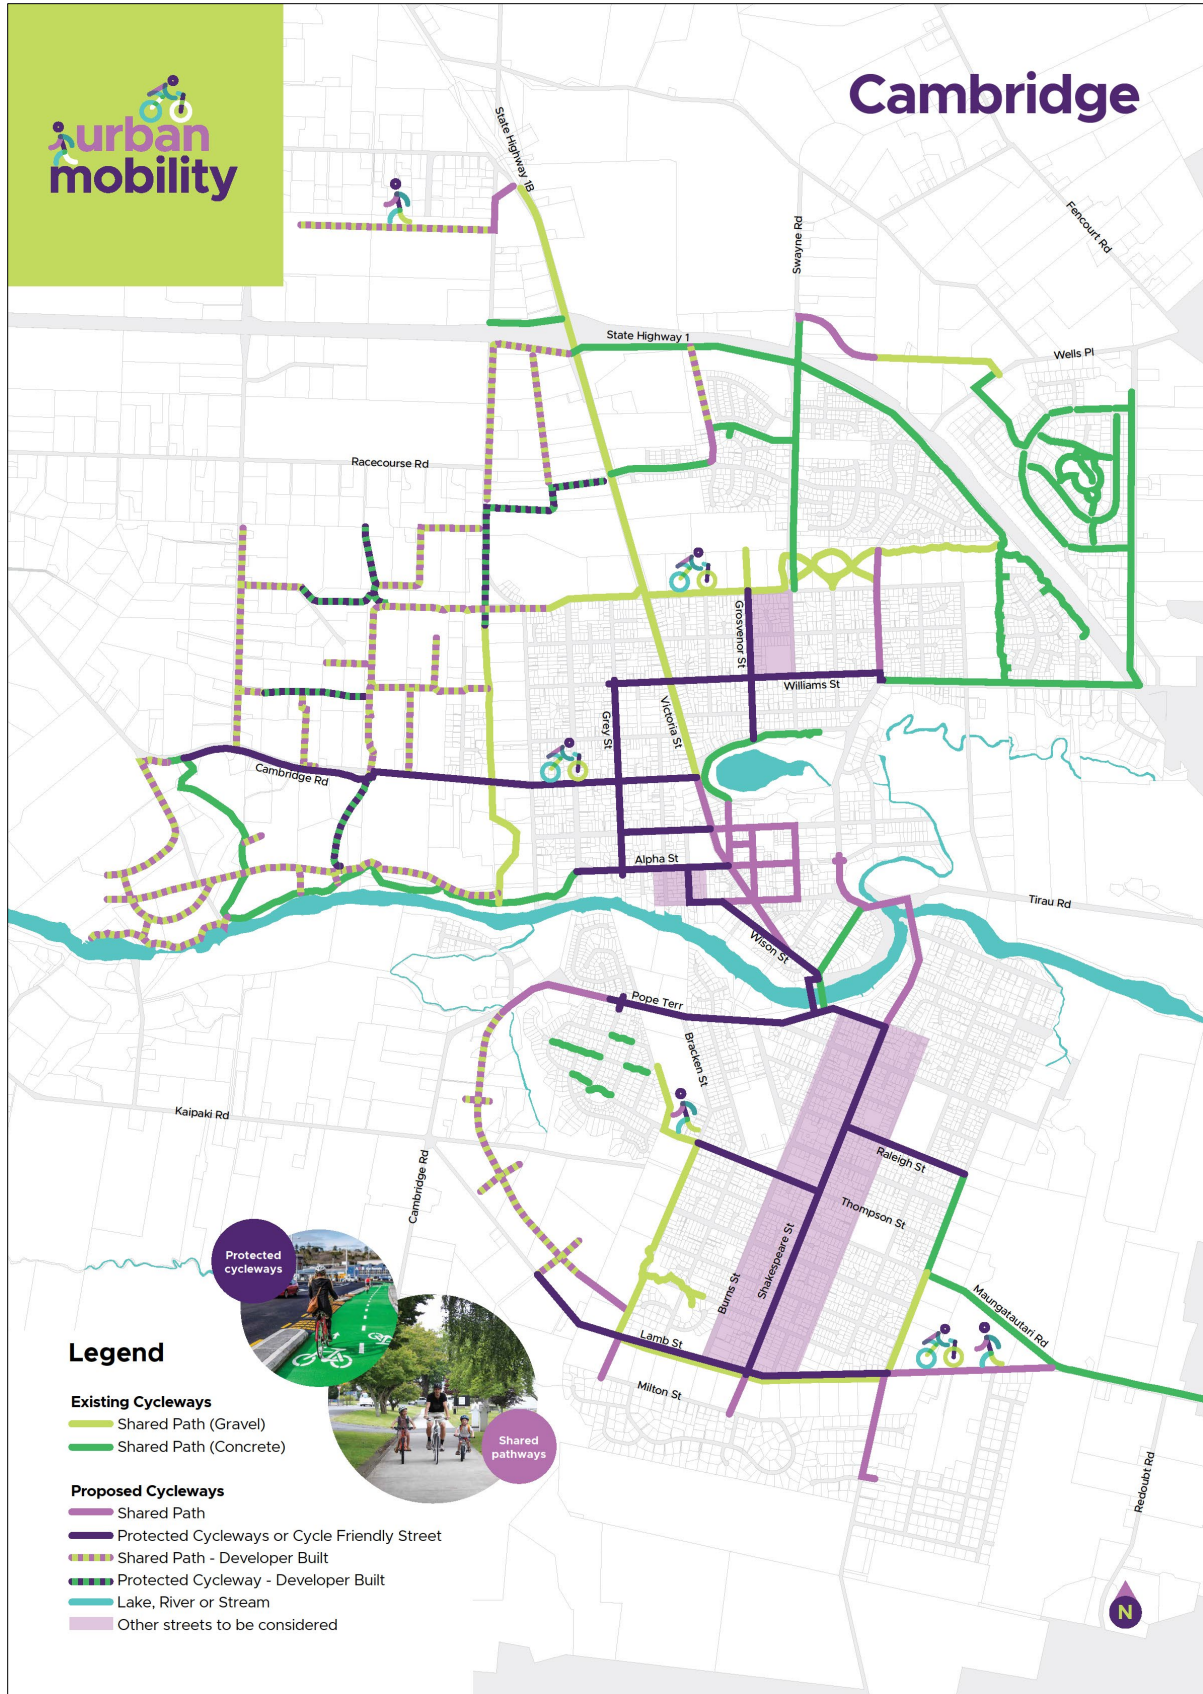 urban
mobility
Cambridge
State Highway 1B
Swayne Rd
Fencourt Rd
State Highway 1
Wells Pl
Racecourse Rd
Grosvenor St
Williams St
Grey St
Victoria St
Cambridge Rd
Alpha St
Tirau Rd
Wison St
Pope Terr
Bracken St
Kaipaki Rd
Raleigh St
Cambridge Rd
Thompson St
Shakespeare St
Burns St
Maungatautari Rd
Lamb St
Milton St
Redoubt Rd
Protected
cycleways
Shared
pathways
Legend
Existing Cycleways
Shared Path (Gravel)
Shared Path (Concrete)
Proposed Cycleways
Shared Path
Protected Cycleways or Cycle Friendly Street
Shared Path - Developer Built
Protected Cycleway - Developer Built
Lake, River or Stream
Other streets to be considered
N